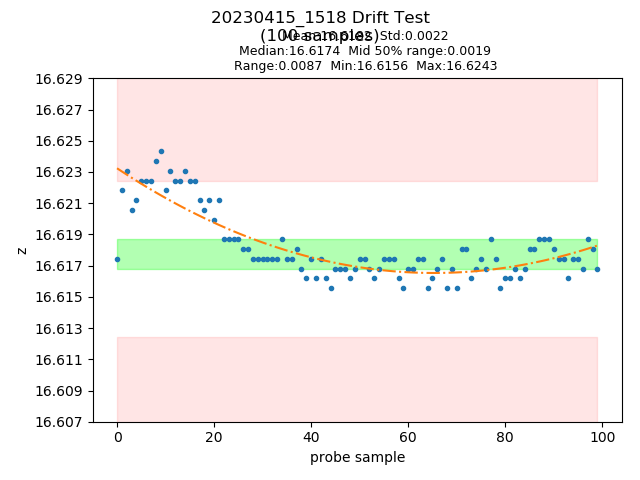 20230415_1518 Drift Test
(100 samples)
Std:0.0022
Median:16.6174 Mid 50% range:0.0019
Range:0.0087 Min:16.6156 Max:16.6243
16.629
16.627
16.625
16.623
16.621
16.619
16.617
16.615
16.613
16.611
16.609
16.607
z
0
20
40
60
80
100
probe sample